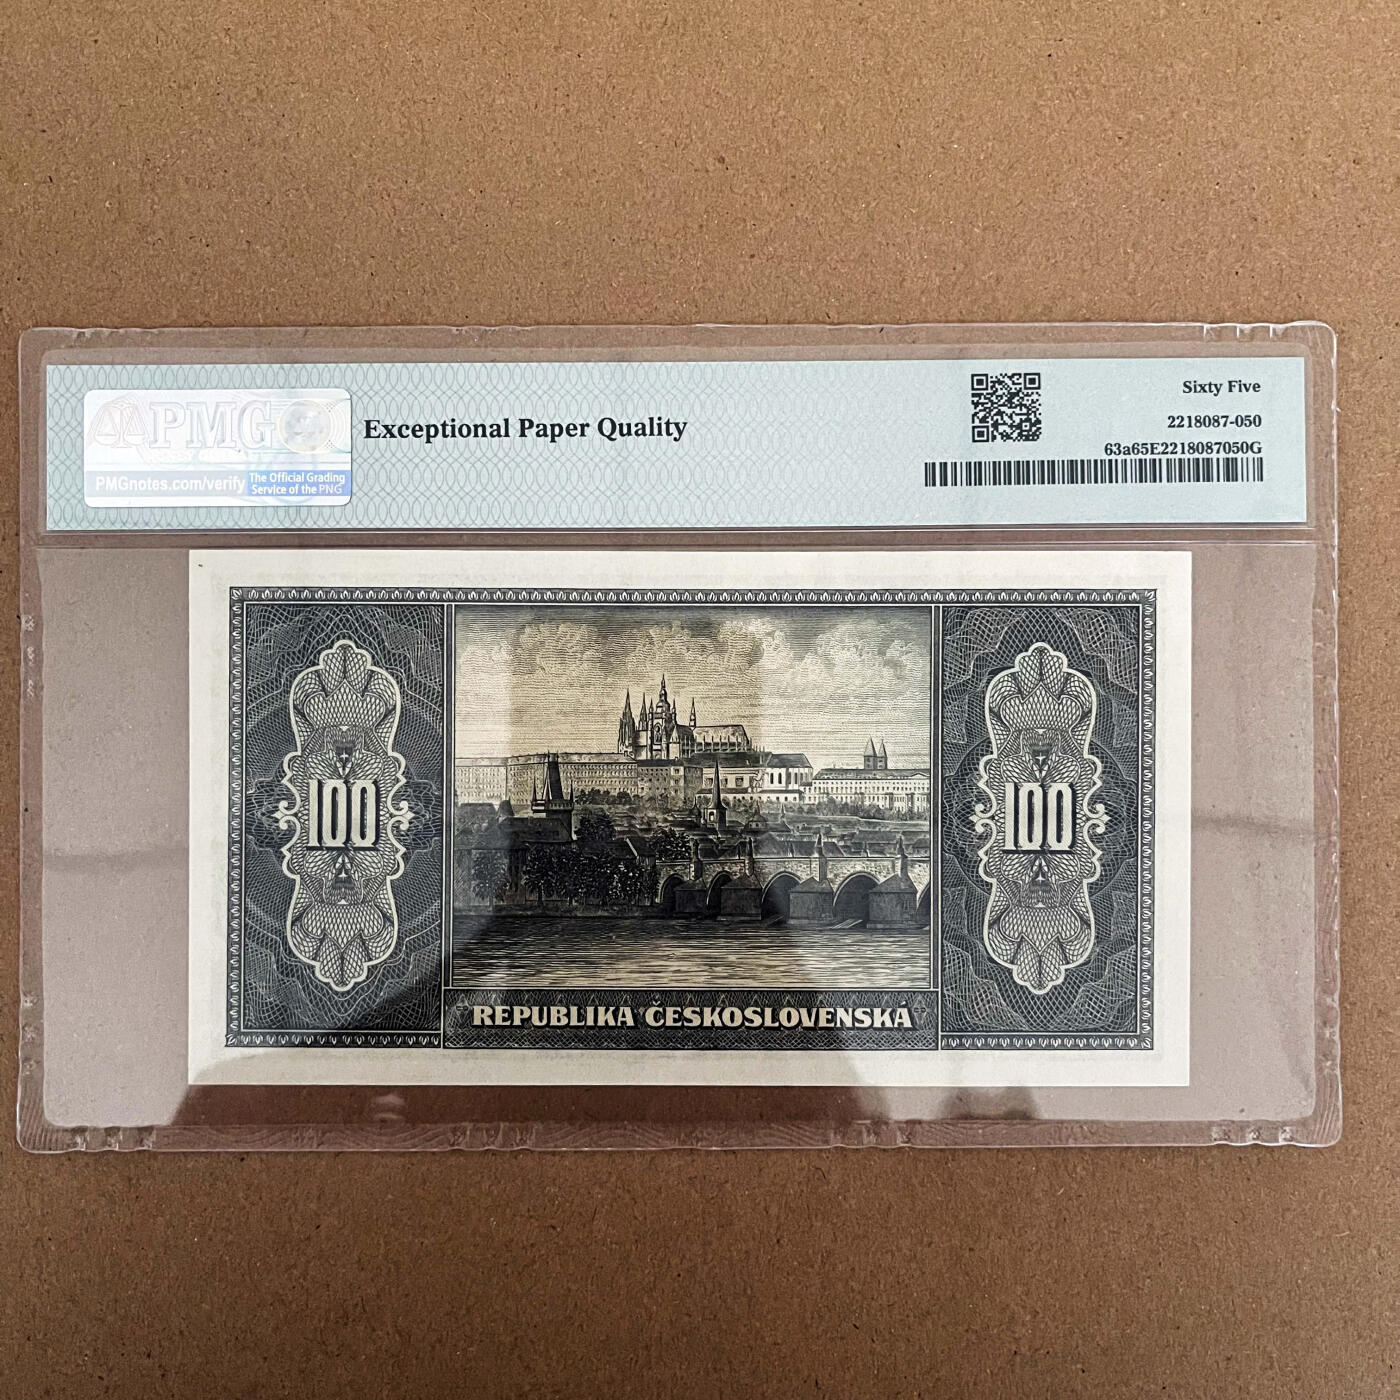 PMG
PMGnotes.com/verify
The Official Grading
Service of the PNG
Exceptional Paper Quality
Sixty Five
2218087-050
63a65E2218087050G
100
100
REPUBLIKA ČESKOSLOVENSKÁ